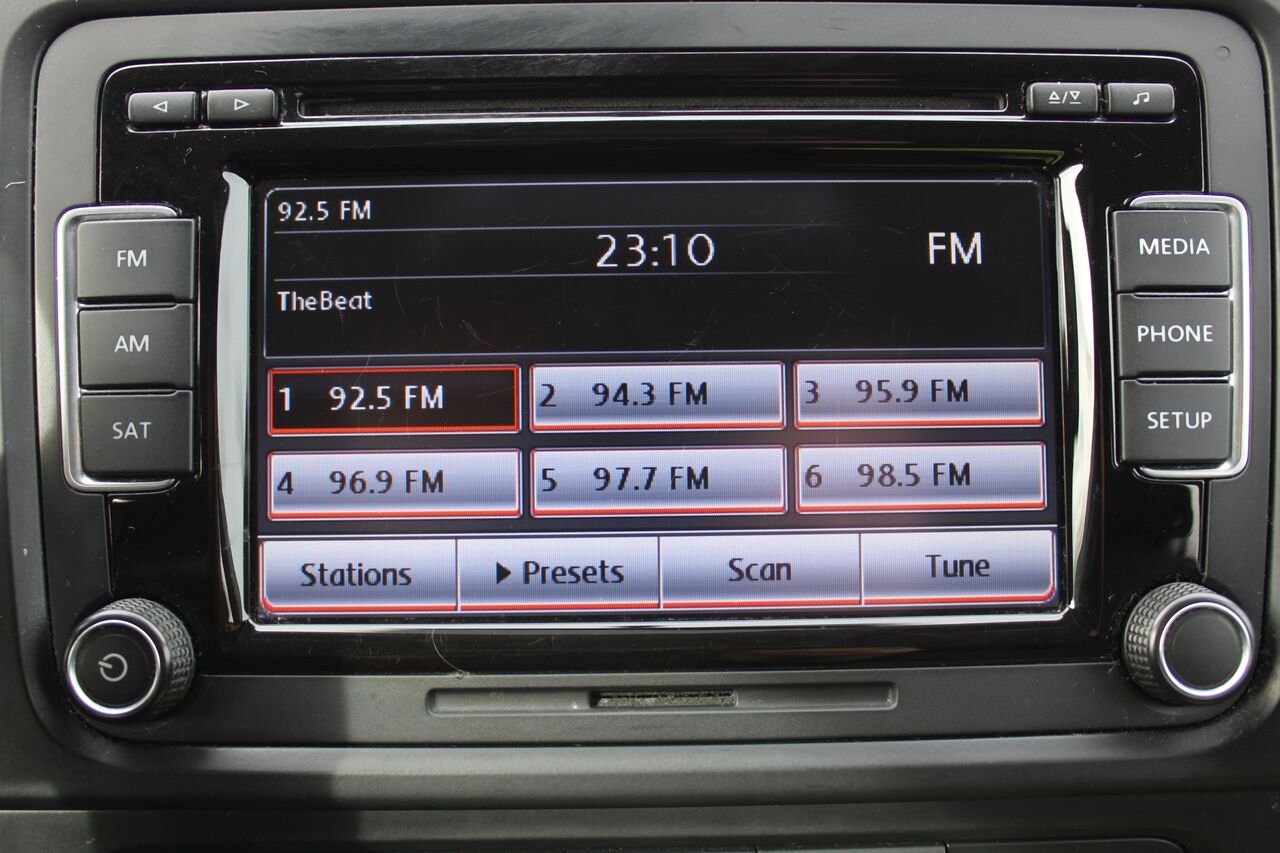 92.5 FM
23:10
FM
TheBeat
1 92.5 FM
2 94.3 FM
3 95.9 FM
4 96.9 FM
5 97.7 FM
6 98.5 FM
Stations
Presets
Scan
Tune
FM
AM
SAT
MEDIA
PHONE
SETUP